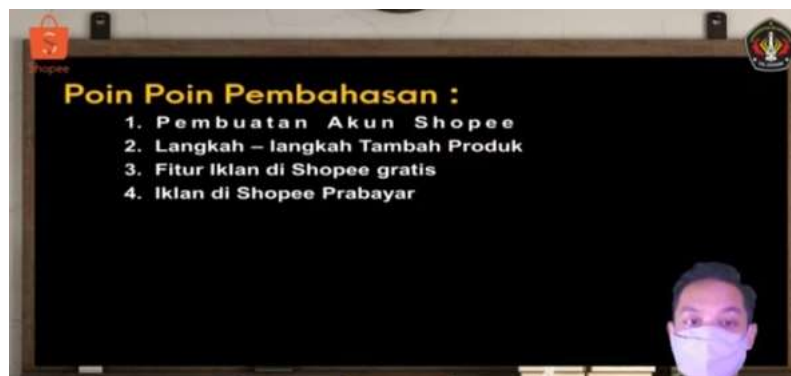 Shopee
Poin Poin Pembahasan :
1. Pembuatan Akun Shopee
2. Langkah – langkah Tambah Produk
3. Fitur Iklan di Shopee gratis
4. Iklan di Shopee Prabayar